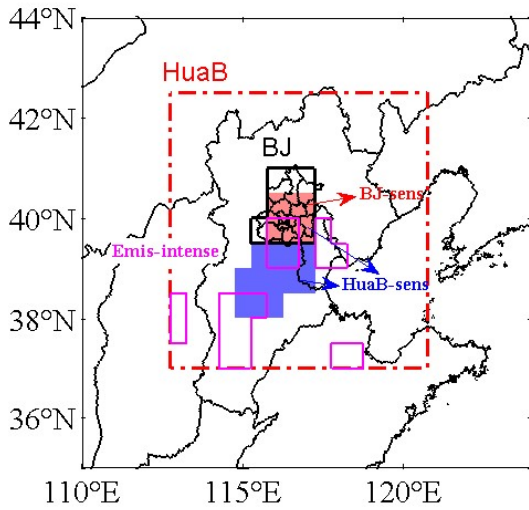 44°N
HuaB
42°N
BJ
BJ-sens
40°N
Emis-intense
HuaB-sens
38°N
36°N
110°E
115°E
120°E